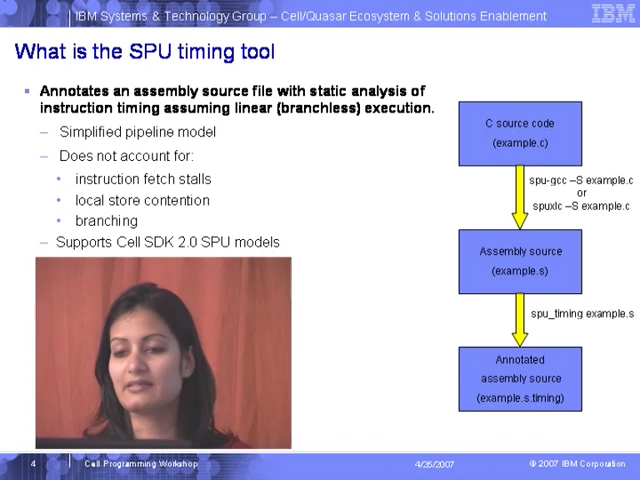 IBM Systems & Technology Group – Cell/Quasar Ecosystem & Solutions Enablement
IBM
What is the SPU timing tool
▪ Annotates an assembly source file with static analysis of
instruction timing assuming linear (branchless) execution.
– Simplified pipeline model
– Does not account for:
• instruction fetch stalls
• local store contention
• branching
– Supports Cell SDK 2.0 SPU models
C source code
(example.c)
spu-gcc –S example.c
or
spuxlc –S example.c
Assembly source
(example.s)
spu_timing example.s
Annotated
assembly source
(example.s.timing)
4
Cell Programming Workshop
4/26/2007
© 2007 IBM Corporation